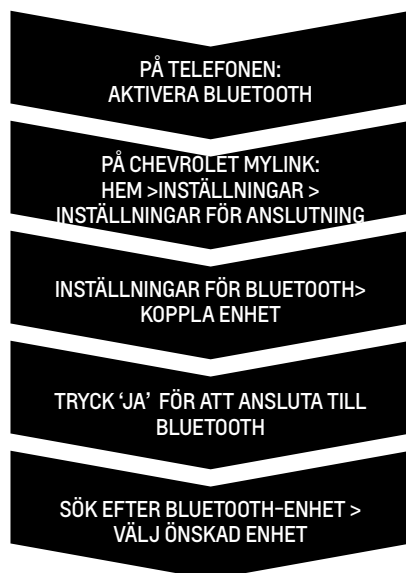 PÅ TELEFONEN:
AKTIVERA BLUETOOTH
PÅ CHEVROLET MYLINK:
HEM >INSTÄLLNINGAR >
INSTÄLLNINGAR FÖR ANSLUTNING
INSTÄLLNINGAR FÖR BLUETOOTH>
KOPPLA ENHET
TRYCK ‘JA’ FÖR ATT ANSLUTA TILL
BLUETOOTH
SÖK EFTER BLUETOOTH-ENHET >
VÄLJ ÖNSKAD ENHET